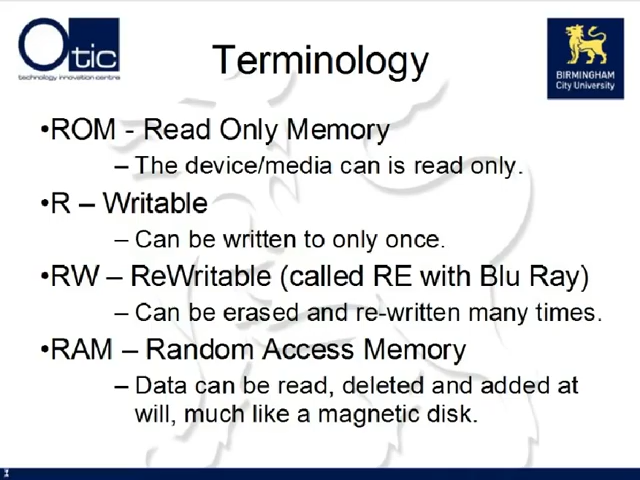 tic
technology innovation centre
Terminology
BIRMINGHAM
City University
•ROM - Read Only Memory
– The device/media can is read only.
•R – Writable
– Can be written to only once.
•RW – ReWritable (called RE with Blu Ray)
– Can be erased and re-written many times.
•RAM – Random Access Memory
– Data can be read, deleted and added at
will, much like a magnetic disk.